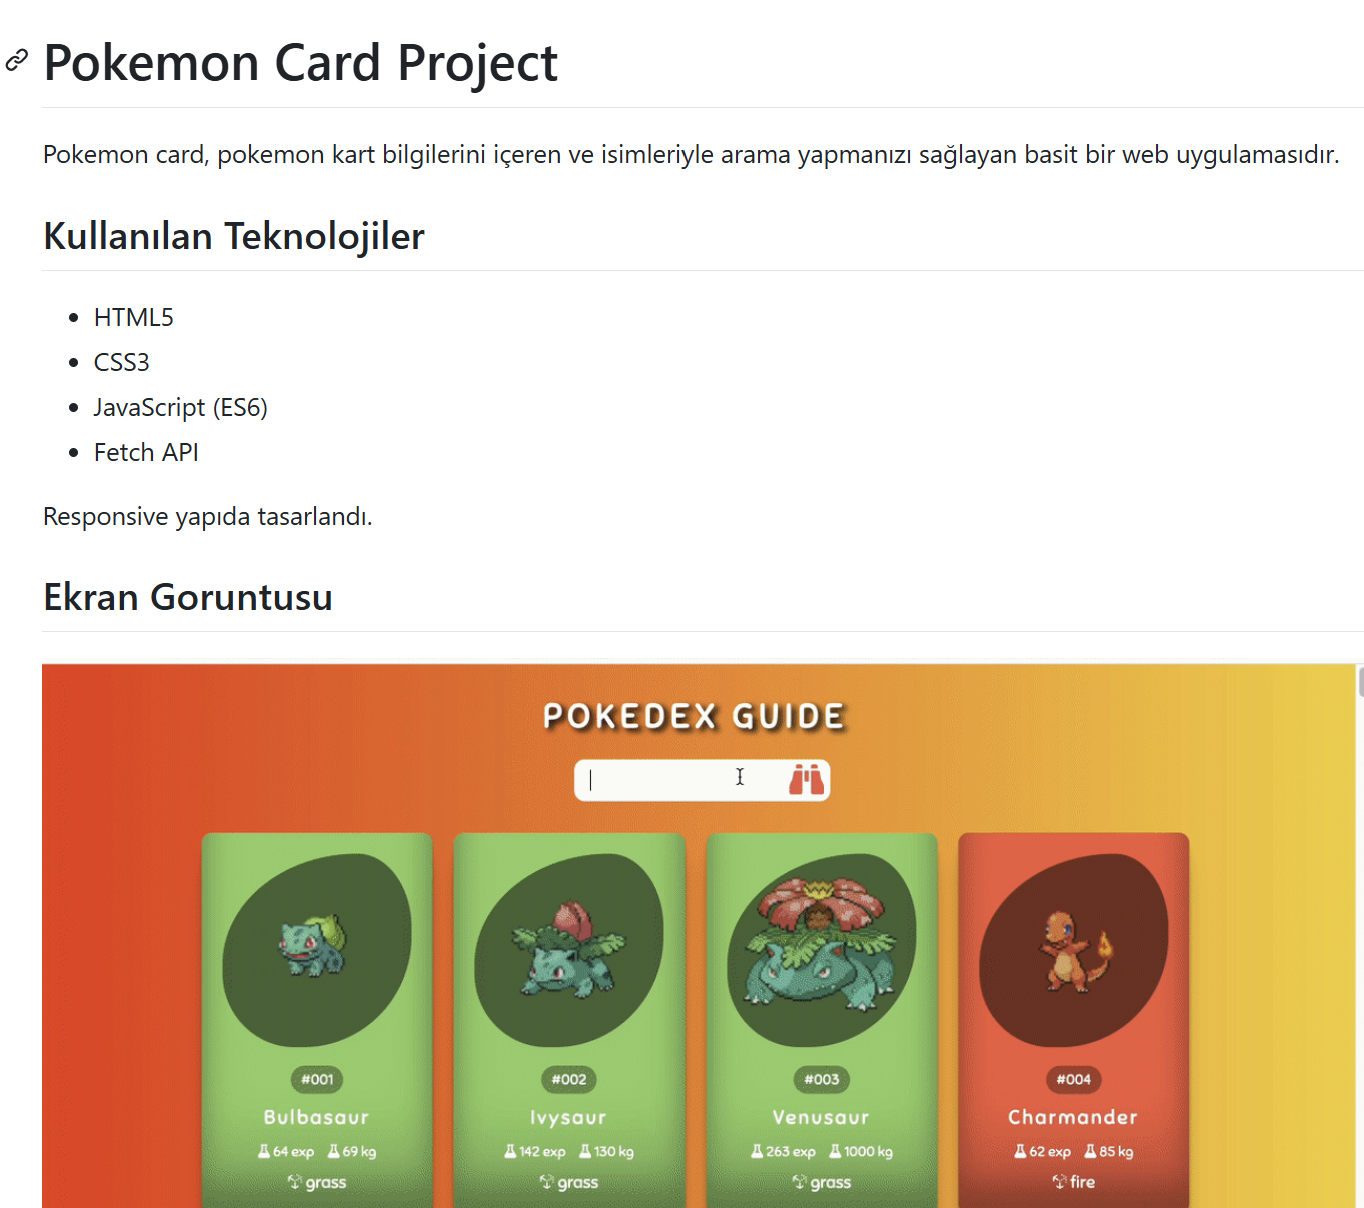 Pokemon Card Project
Pokemon card, pokemon kart bilgilerini içeren ve isimleriyle arama yapmanızı sağlayan basit bir web uygulamasıdır.
Kullanılan Teknolojiler
HTML5
CSS3
JavaScript (ES6)
Fetch API
Responsive yapıda tasarlandı.
Ekran Goruntusu
POKEDEX GUIDE
#001
Bulbasaur
64 exp 69 kg
grass
#002
Ivysaur
142 exp 130 kg
grass
#003
Venusaur
263 exp 1000 kg
grass
#004
Charmander
62 exp 85 kg
fire